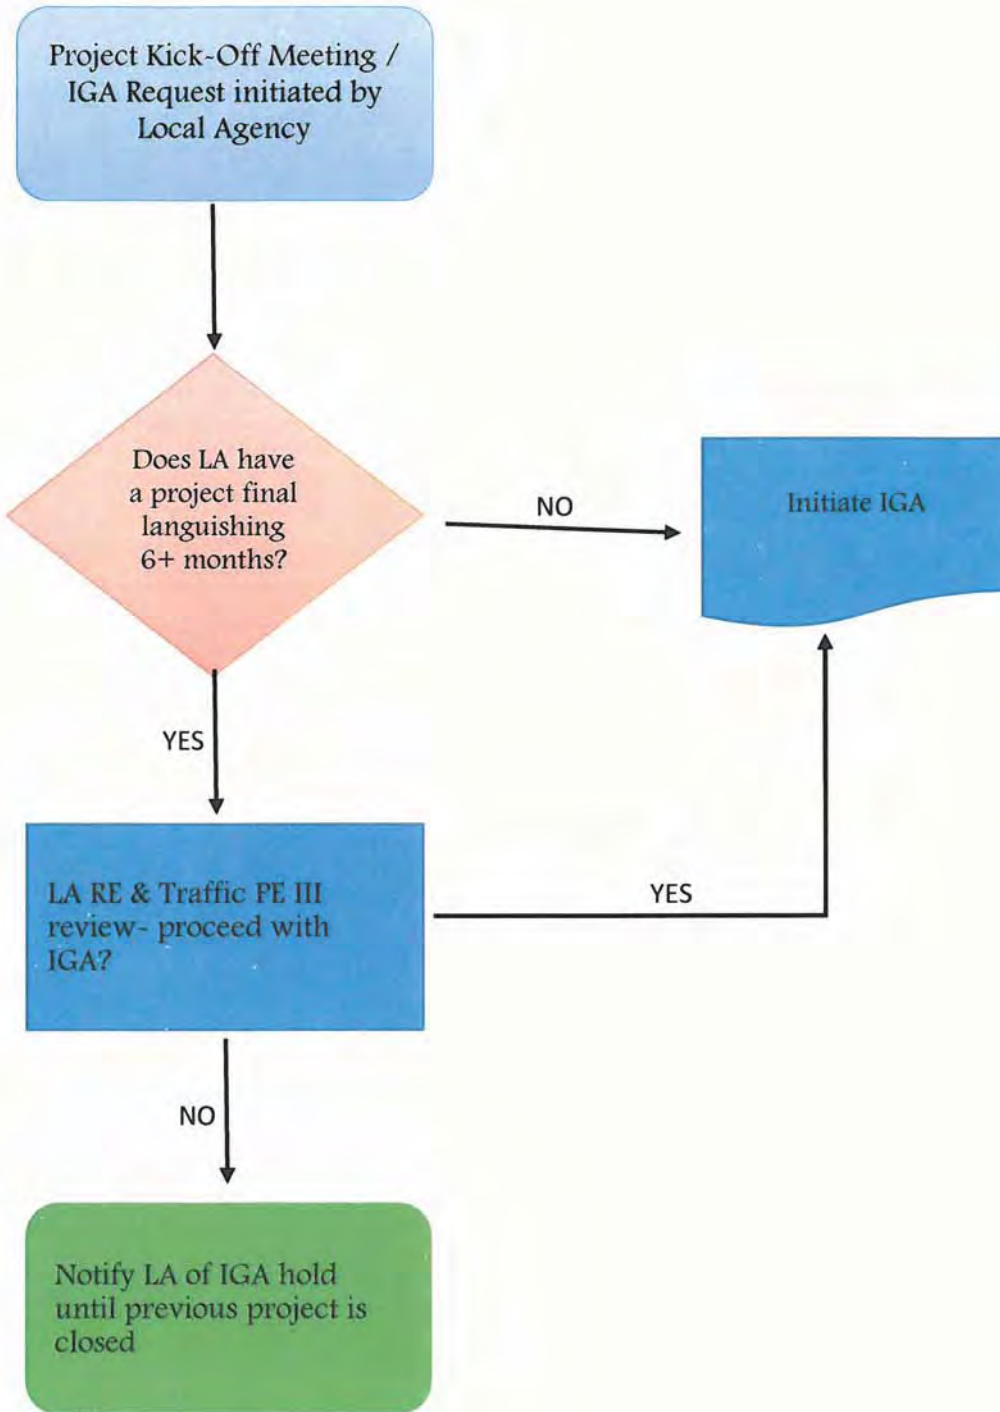 Project Kick-Off Meeting /
IGA Request initiated by
Local Agency
Does LA have
a project final
languishing
6+ months?
NO
Initiate IGA
YES
LA RE & Traffic PE III
review- proceed with
IGA?
YES
NO
Notify LA of IGA hold
until previous project is
closed